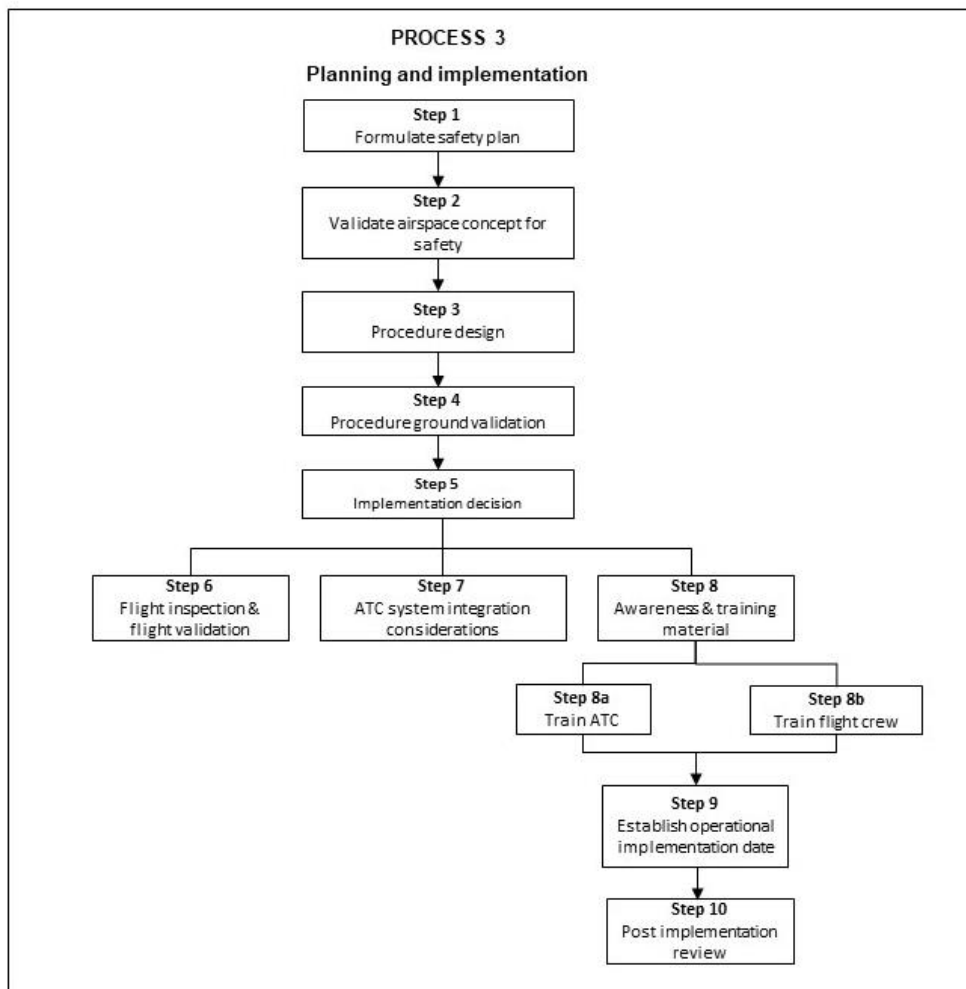 PROCESS 3
Planning and implementation
Step 1
Formulate safety plan
Step 2
Validate airspace concept for
safety
Step 3
Procedure design
Step 4
Procedure ground validation
Step 5
Implementation decision
Step 6
Flight inspection &
flight validation
Step 7
ATC system integration
considerations
Step 8
Awareness & training
material
Step 8a
Train ATC
Step 8b
Train flight crew
Step 9
Establish operational
implementation date
Step 10
Post implementation
review